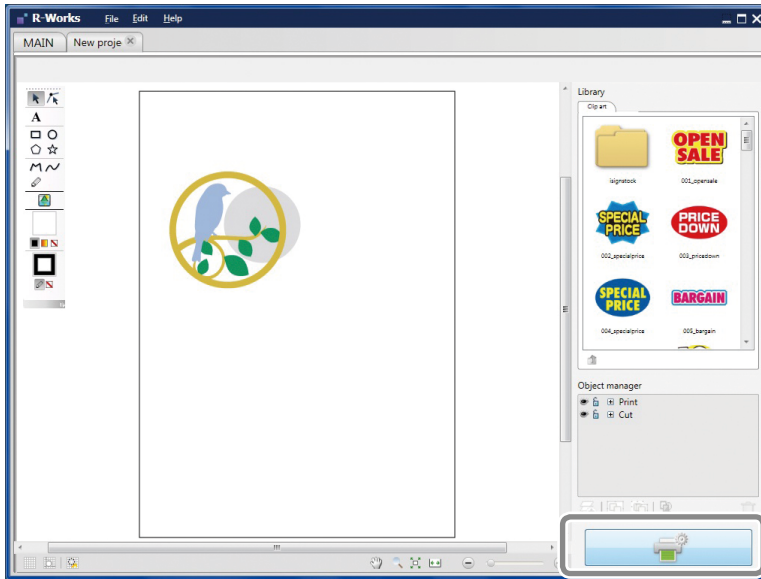 R-Works File Edit Help
MAIN New proje
A
Library
Clip art
OPEN SALE
isignstock 001_opensale
SPECIAL PRICE PRICE DOWN
002_specialprice 003_pricedown
SPECIAL PRICE BARGAIN
004_specialprice 005_bargain
Object manager
Print
Cut